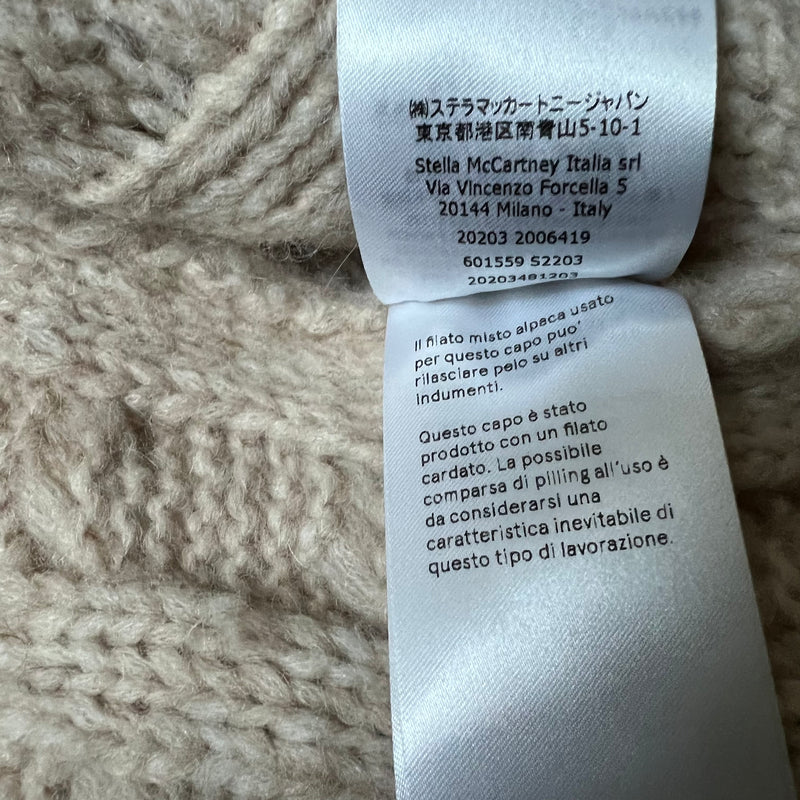 ㈱ステラマッカートニージャパン
東京都港区南青山5-10-1
Stella McCartney Italia srl
Via Vincenzo Forcella 5
20144 Milano - Italy
20203 2006419
601559 S2203
20203481203
Il filato misto alpaca usato
per questo capo puo'
rilasciare pelo su altri
indumenti.
Questo capo è stato
prodotto con un filato
cardato. La possibile
comparsa di pilling all'uso è
da considerarsi una
caratteristica inevitabile di
questo tipo di lavorazione.